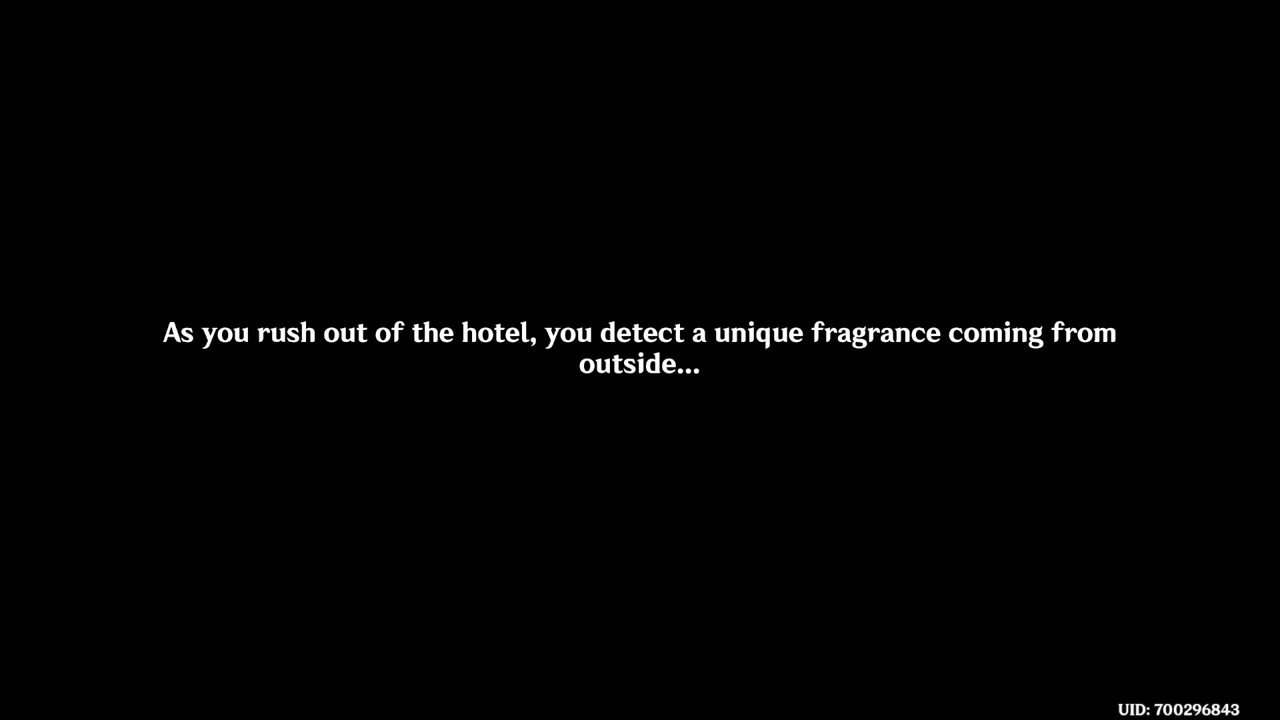 As you rush out of the hotel, you detect a unique fragrance coming from
outside...
UID: 700296843